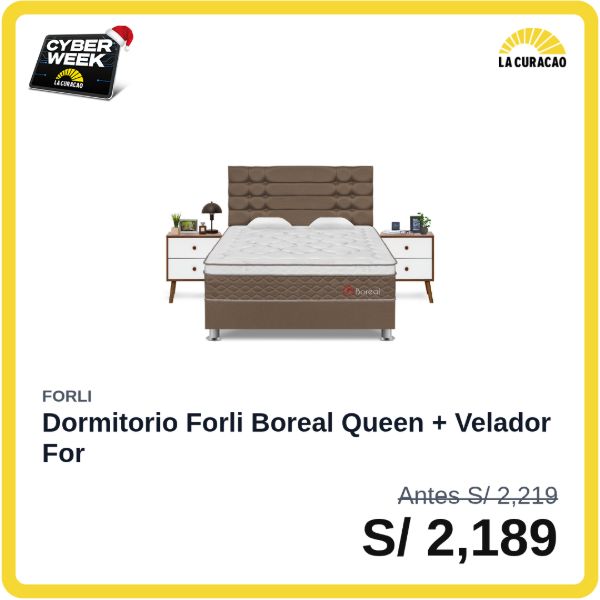 CYBER
WEEK
LA CURACAO
LA CURACAO
Boreal
FORLI
Dormitorio Forli Boreal Queen + Velador
For
Antes S/ 2,219
S/ 2,189